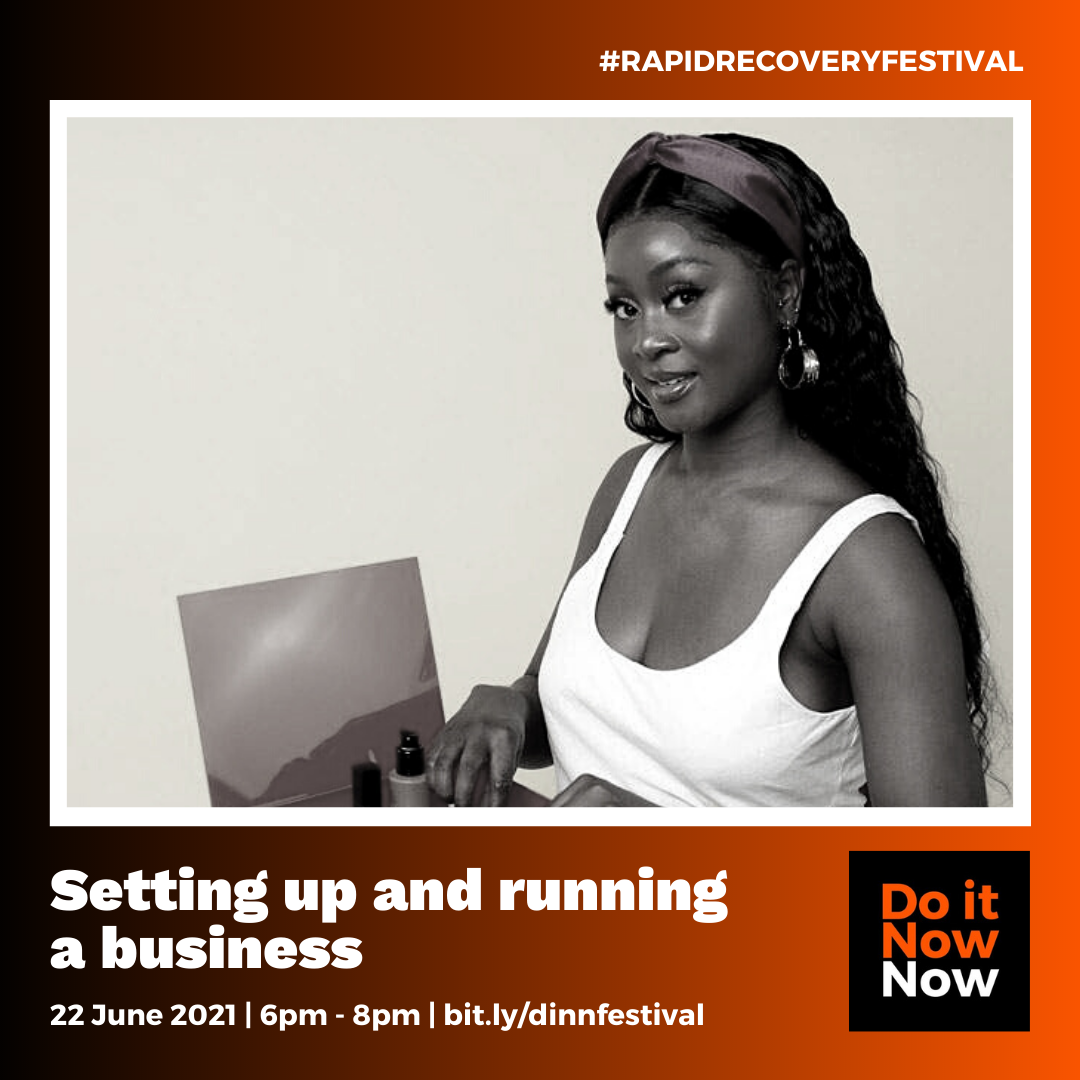 #RAPIDRECOVERYFESTIVAL
Setting up and running
a business
22 June 2021 | 6pm - 8pm | bit.ly/dinnfestival
Do it
Now
Now